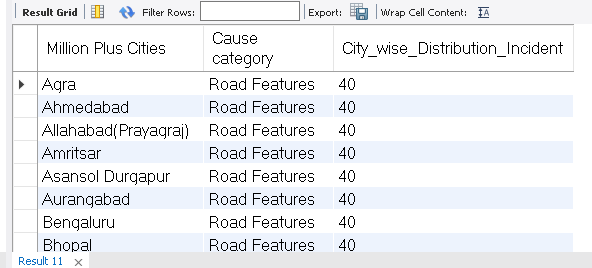 Result Grid Filter Rows: Export: Wrap Cell Content: IA
Million Plus Cities Cause category City_wise_Distribution_Incident
Agra Road Features 40
Ahmedabad Road Features 40
Allahabad(Prayagraj) Road Features 40
Amritsar Road Features 40
Asansol Durgapur Road Features 40
Aurangabad Road Features 40
Bengaluru Road Features 40
Bhopal Road Features 40
Result 11